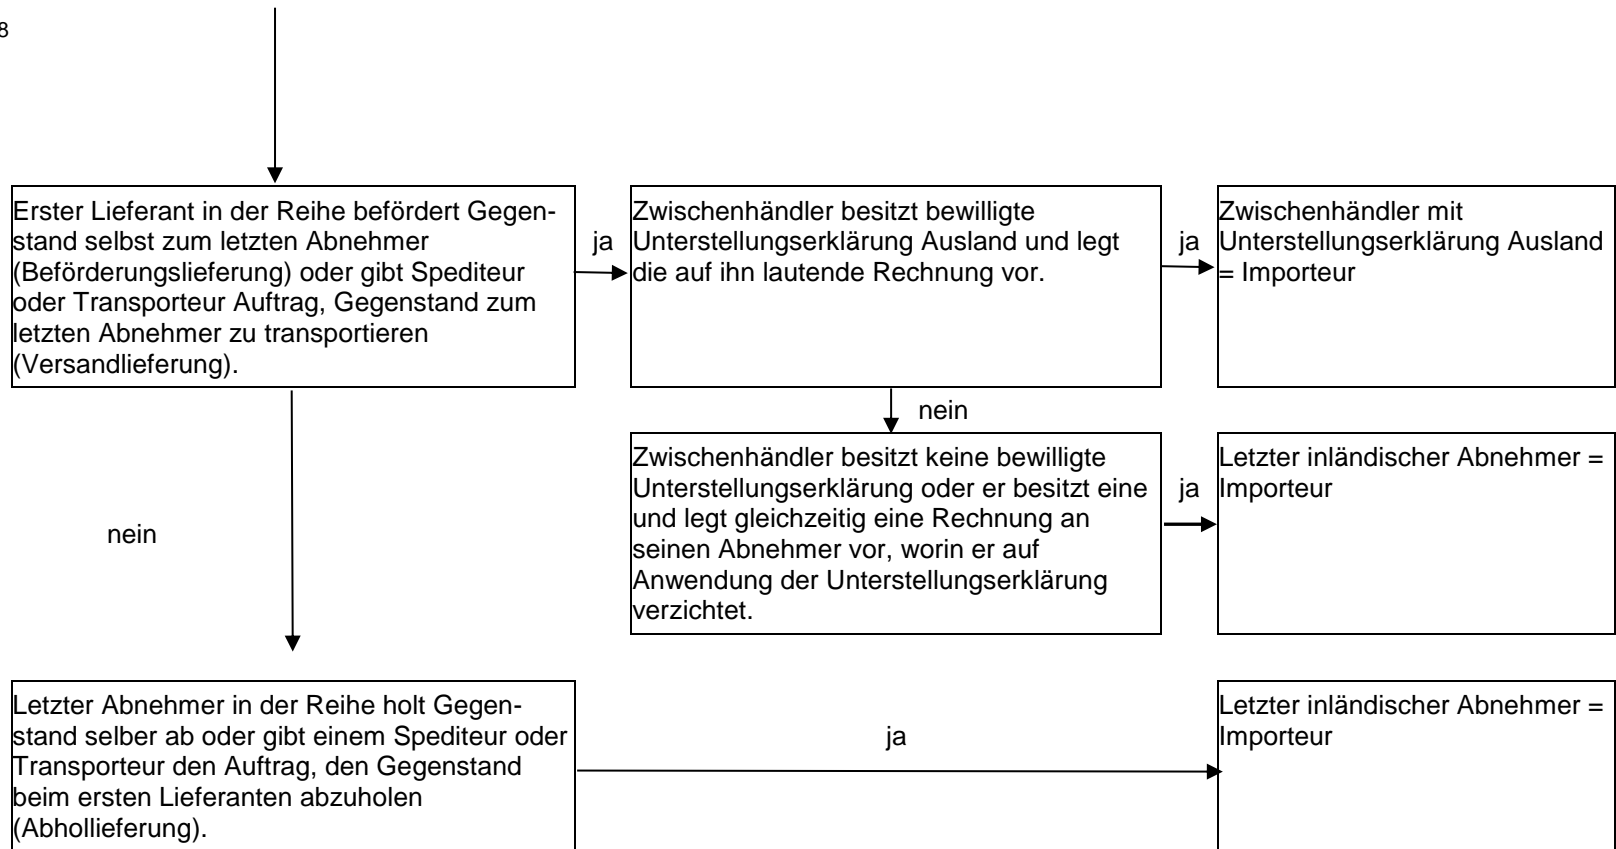 8
Erster Lieferant in der Reihe befördert Gegen-
stand selbst zum letzten Abnehmer
(Beförderungslieferung) oder gibt Spediteur
oder Transporteur Auftrag, Gegenstand zum
letzten Abnehmer zu transportieren
(Versandlieferung).
ja
Zwischenhändler besitzt bewilligte
Unterstellungserklärung Ausland und legt
die auf ihn lautende Rechnung vor.
ja
Zwischenhändler mit
Unterstellungserklärung Ausland
= Importeur
nein
Zwischenhändler besitzt keine bewilligte
Unterstellungserklärung oder er besitzt eine
und legt gleichzeitig eine Rechnung an
seinen Abnehmer vor, worin er auf
Anwendung der Unterstellungserklärung
verzichtet.
ja
Letzter inländischer Abnehmer =
Importeur
nein
Letzter Abnehmer in der Reihe holt Gegen-
stand selber ab oder gibt einem Spediteur oder
Transporteur den Auftrag, den Gegenstand
beim ersten Lieferanten abzuholen
(Abhollieferung).
ja
Letzter inländischer Abnehmer =
Importeur